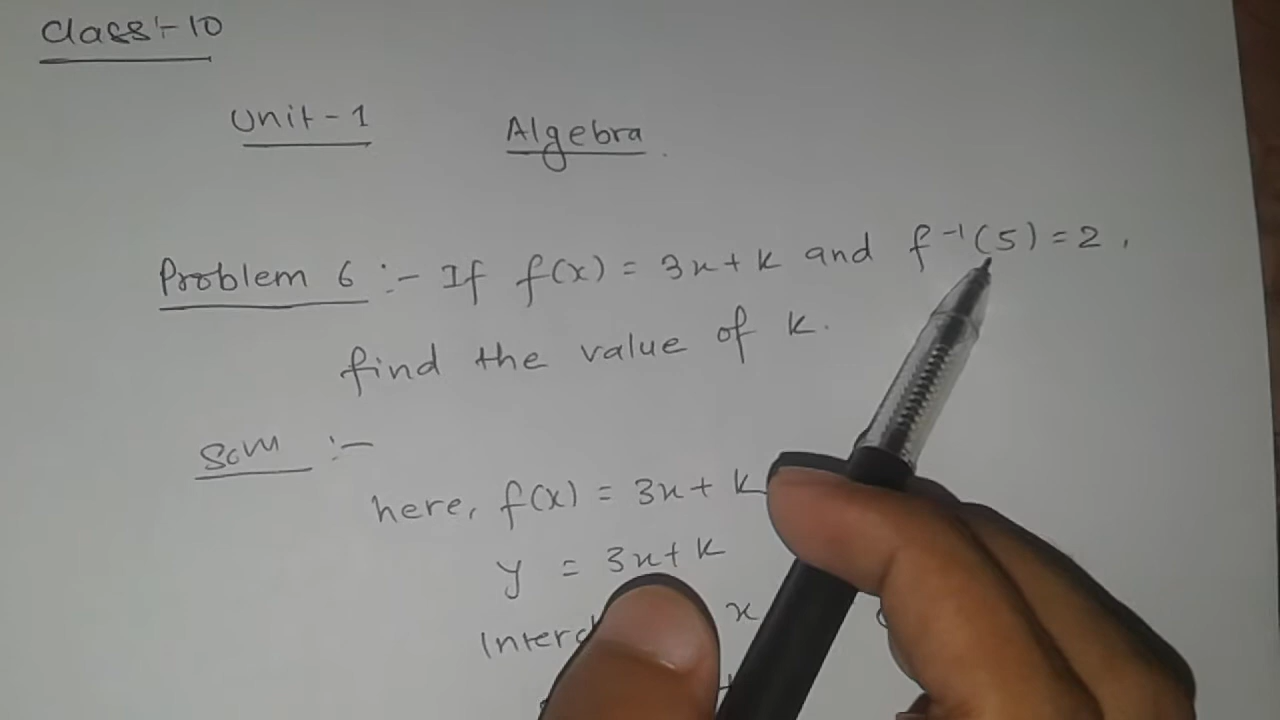 Class:- 10
Unit - 1 Algebra
Problem 6 :- If f(x) = 3x + k and f⁻¹(5) = 2,
find the value of k.
Soln :-
here, f(x) = 3x + k
y = 3x + k
x